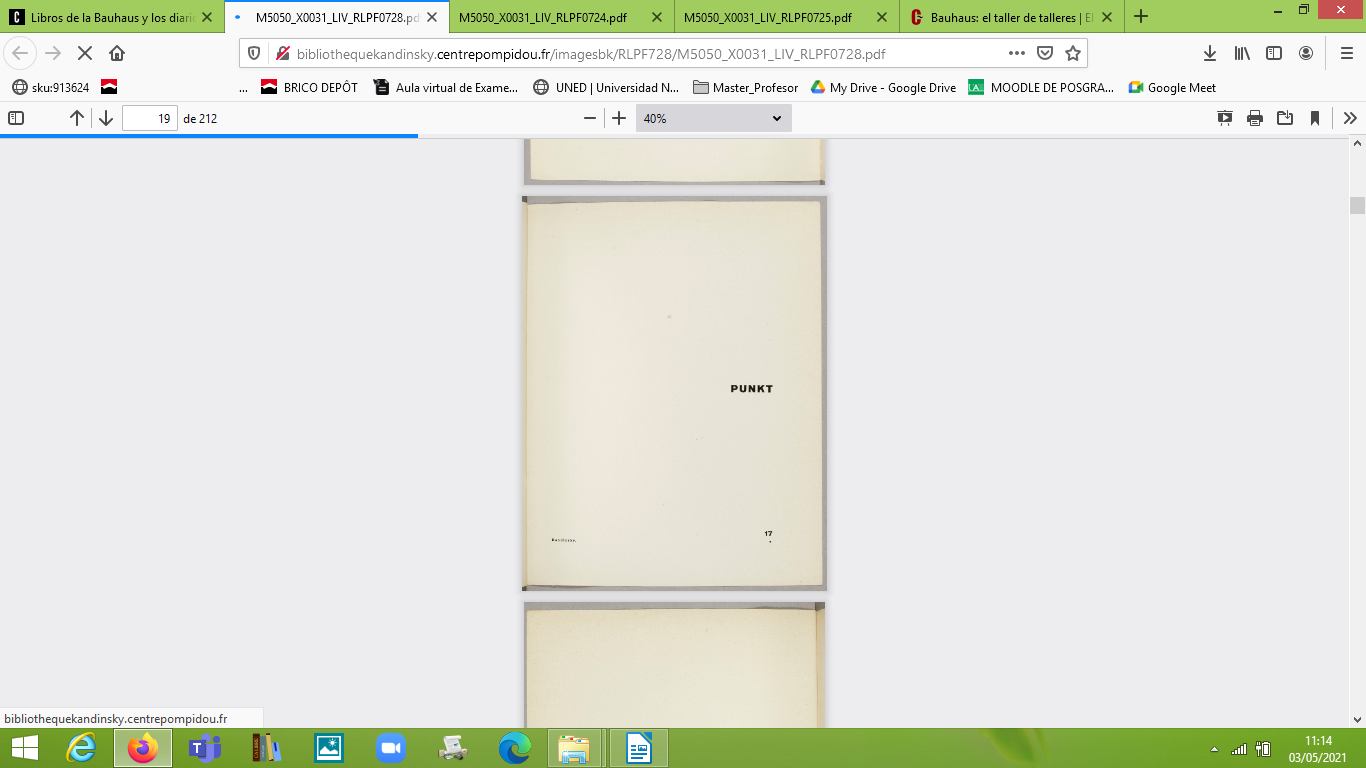 Libros de la Bauhaus y los diari
M5050_X0031_LIV_RLPF0728.pd
M5050_X0031_LIV_RLPF0724.pdf
M5050_X0031_LIV_RLPF0725.pdf
Bauhaus: el taller de talleres | El
bibliothequekandinsky.centrepompidou.fr/imagesbk/RLPF728/M5050_X0031_LIV_RLPF0728.pdf
sku:913624
...
BRICO DEPÔT
Aula virtual de Exame...
UNED | Universidad N...
Master_Profesor
My Drive - Google Drive
MOODLE DE POSGRA...
Google Meet
19 de 212
40%
PUNKT
17
bibliothequekandinsky.centrepompidou.fr
11:14
03/05/2021